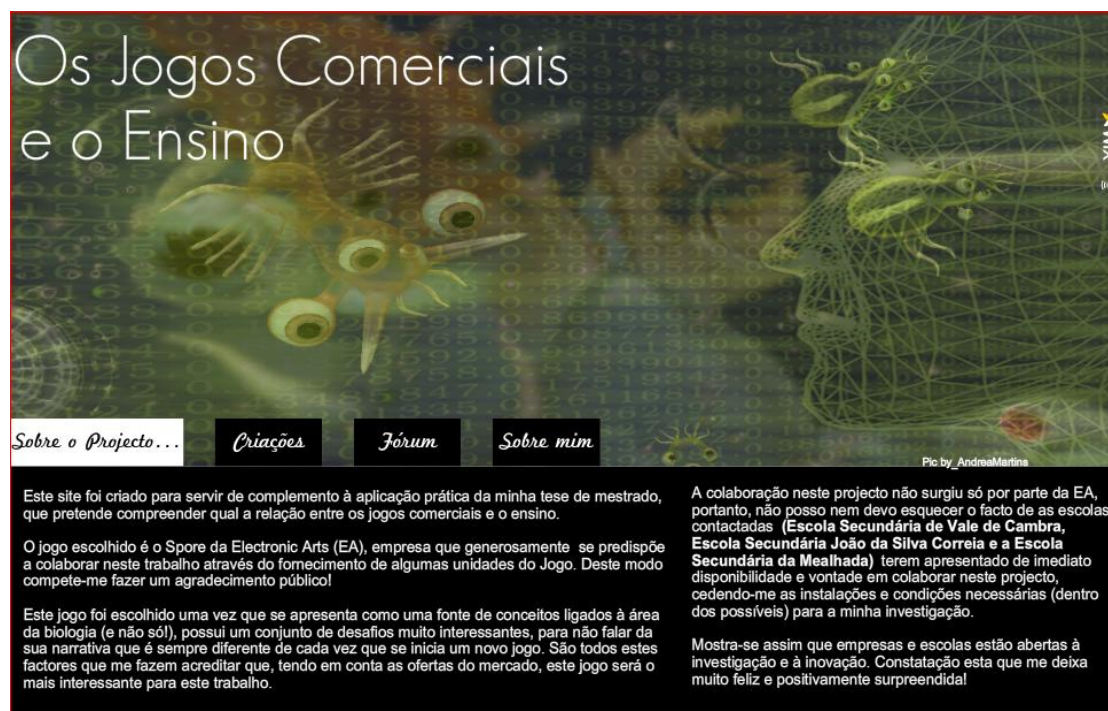 Os Jogos Comerciais
e o Ensino
WiX
Sobre o Projecto...
Criações
Fórum
Sobre mim
Pic by_AndreaMartins
Este site foi criado para servir de complemento à aplicação prática da minha tese de mestrado,
que pretende compreender qual a relação entre os jogos comerciais e o ensino.
O jogo escolhido é o Spore da Electronic Arts (EA), empresa que generosamente se predispõe
a colaborar neste trabalho através do fornecimento de algumas unidades do Jogo. Deste modo
compete-me fazer um agradecimento público!
Este jogo foi escolhido uma vez que se apresenta como uma fonte de conceitos ligados à área
da biologia (e não só!), possui um conjunto de desafios muito interessantes, para não falar da
sua narrativa que é sempre diferente de cada vez que se inicia um novo jogo. São todos estes
factores que me fazem acreditar que, tendo em conta as ofertas do mercado, este jogo será o
mais interessante para este trabalho.
A colaboração neste projecto não surgiu só por parte da EA,
portanto, não posso nem devo esquecer o facto de as escolas
contactadas (Escola Secundária de Vale de Cambra,
Escola Secundária João da Silva Correia e a Escola
Secundária da Mealhada) terem apresentado de imediato
disponibilidade e vontade em colaborar neste projecto,
cedendo-me as instalações e condições necessárias (dentro
dos possíveis) para a minha investigação.
Mostra-se assim que empresas e escolas estão abertas à
investigação e à inovação. Constatação esta que me deixa
muito feliz e positivamente surpreendida!